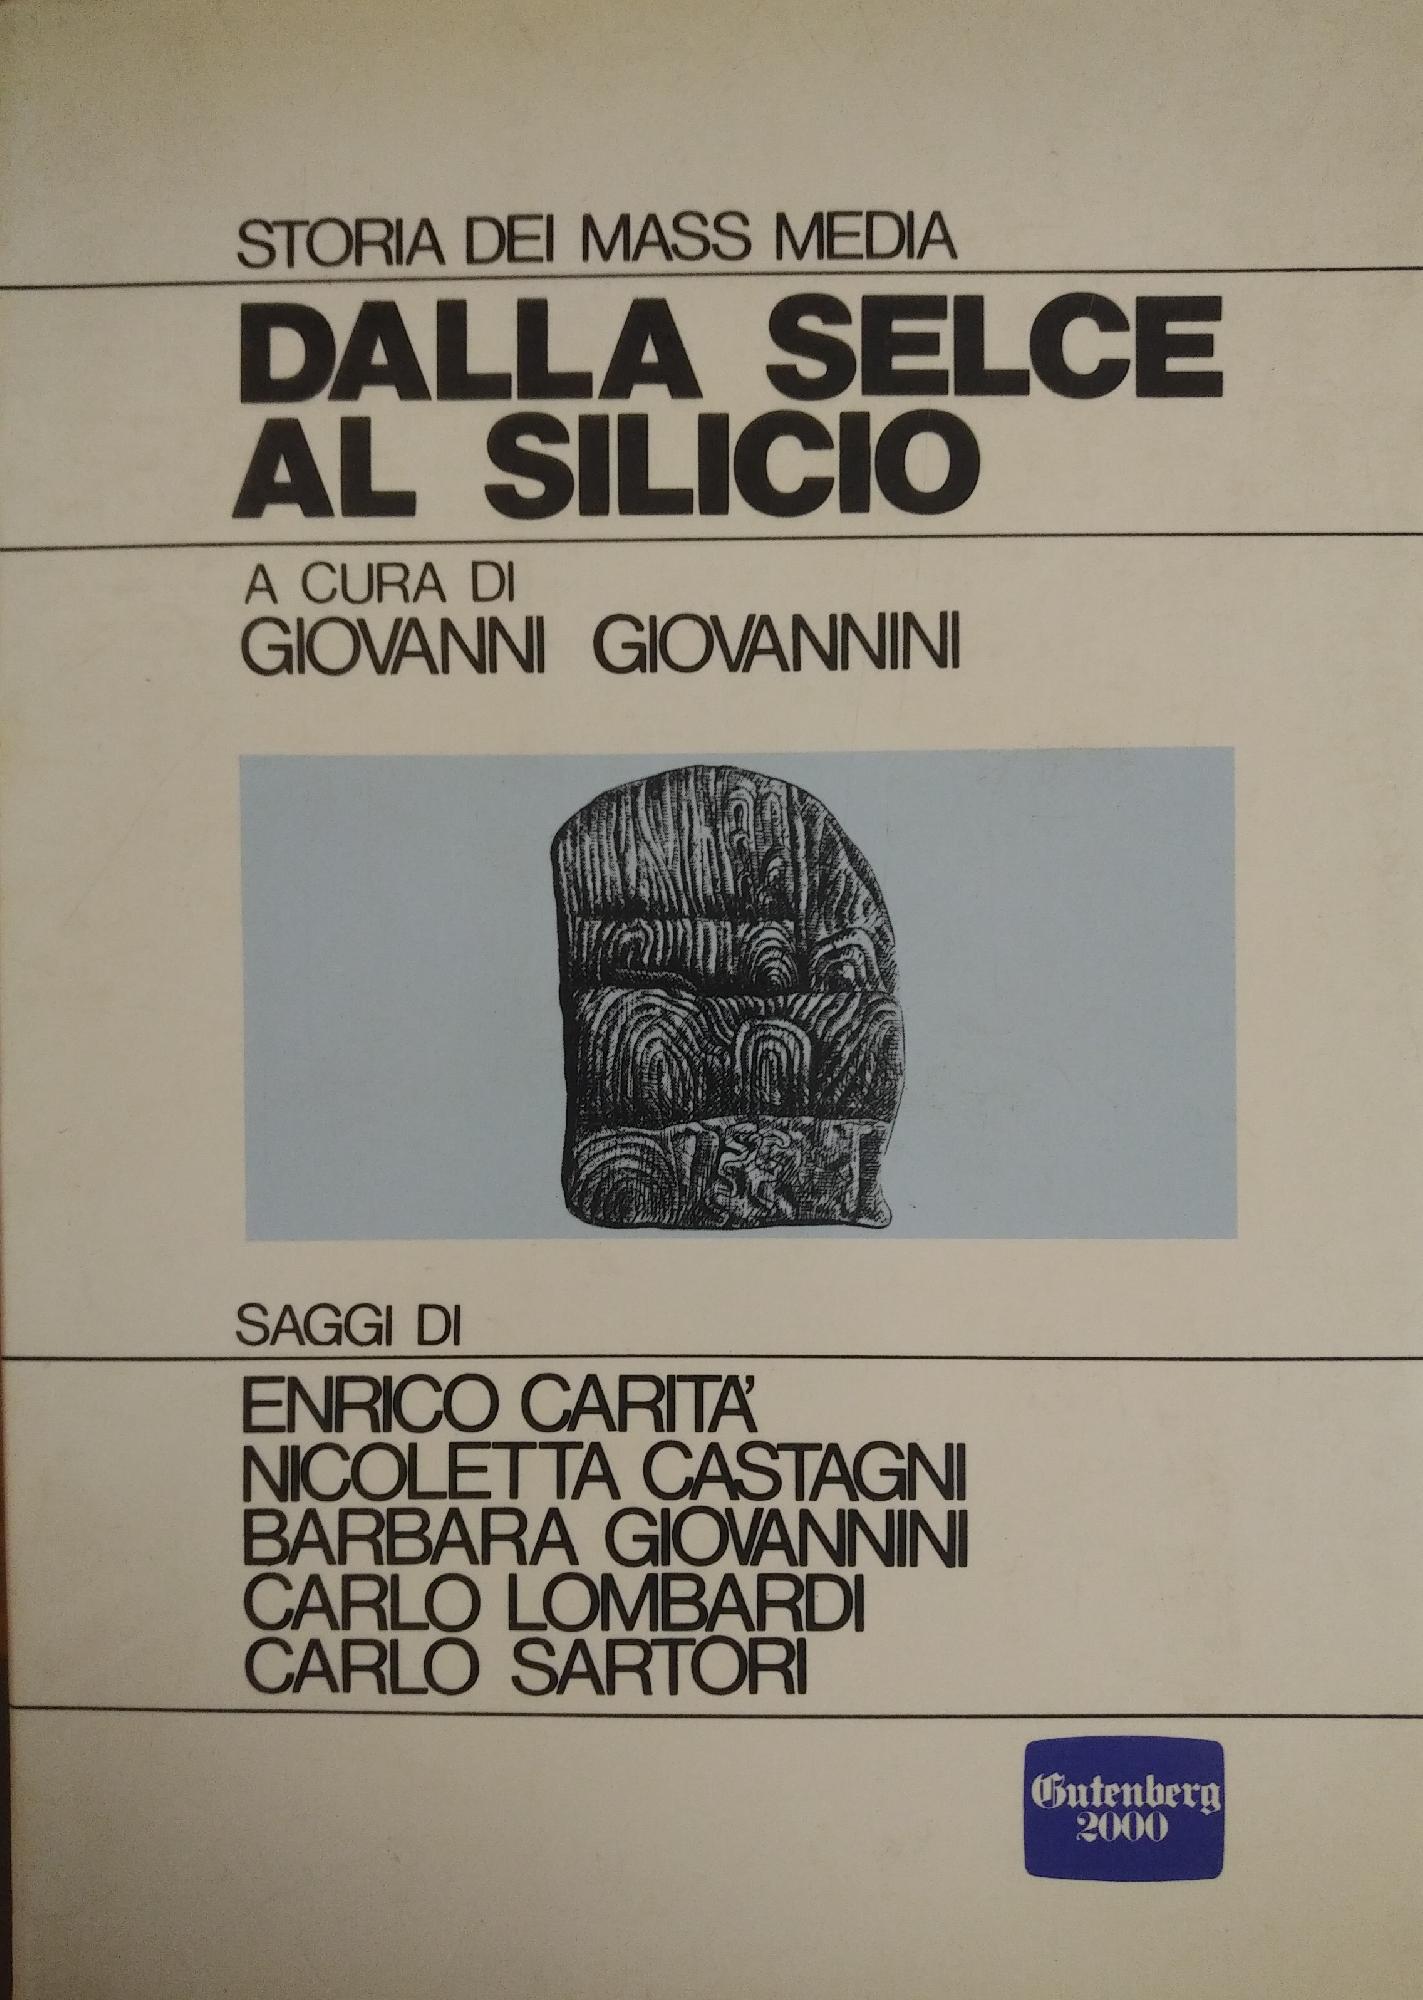 STORIA DEI MASS MEDIA
DALLA SELCE
AL SILICIO
A CURA DI
GIOVANNI GIOVANNINI
SAGGI DI
ENRICO CARITA'
NICOLETTA CASTAGNI
BARBARA GIOVANNINI
CARLO LOMBARDI
CARLO SARTORI
Gutenberg
2000